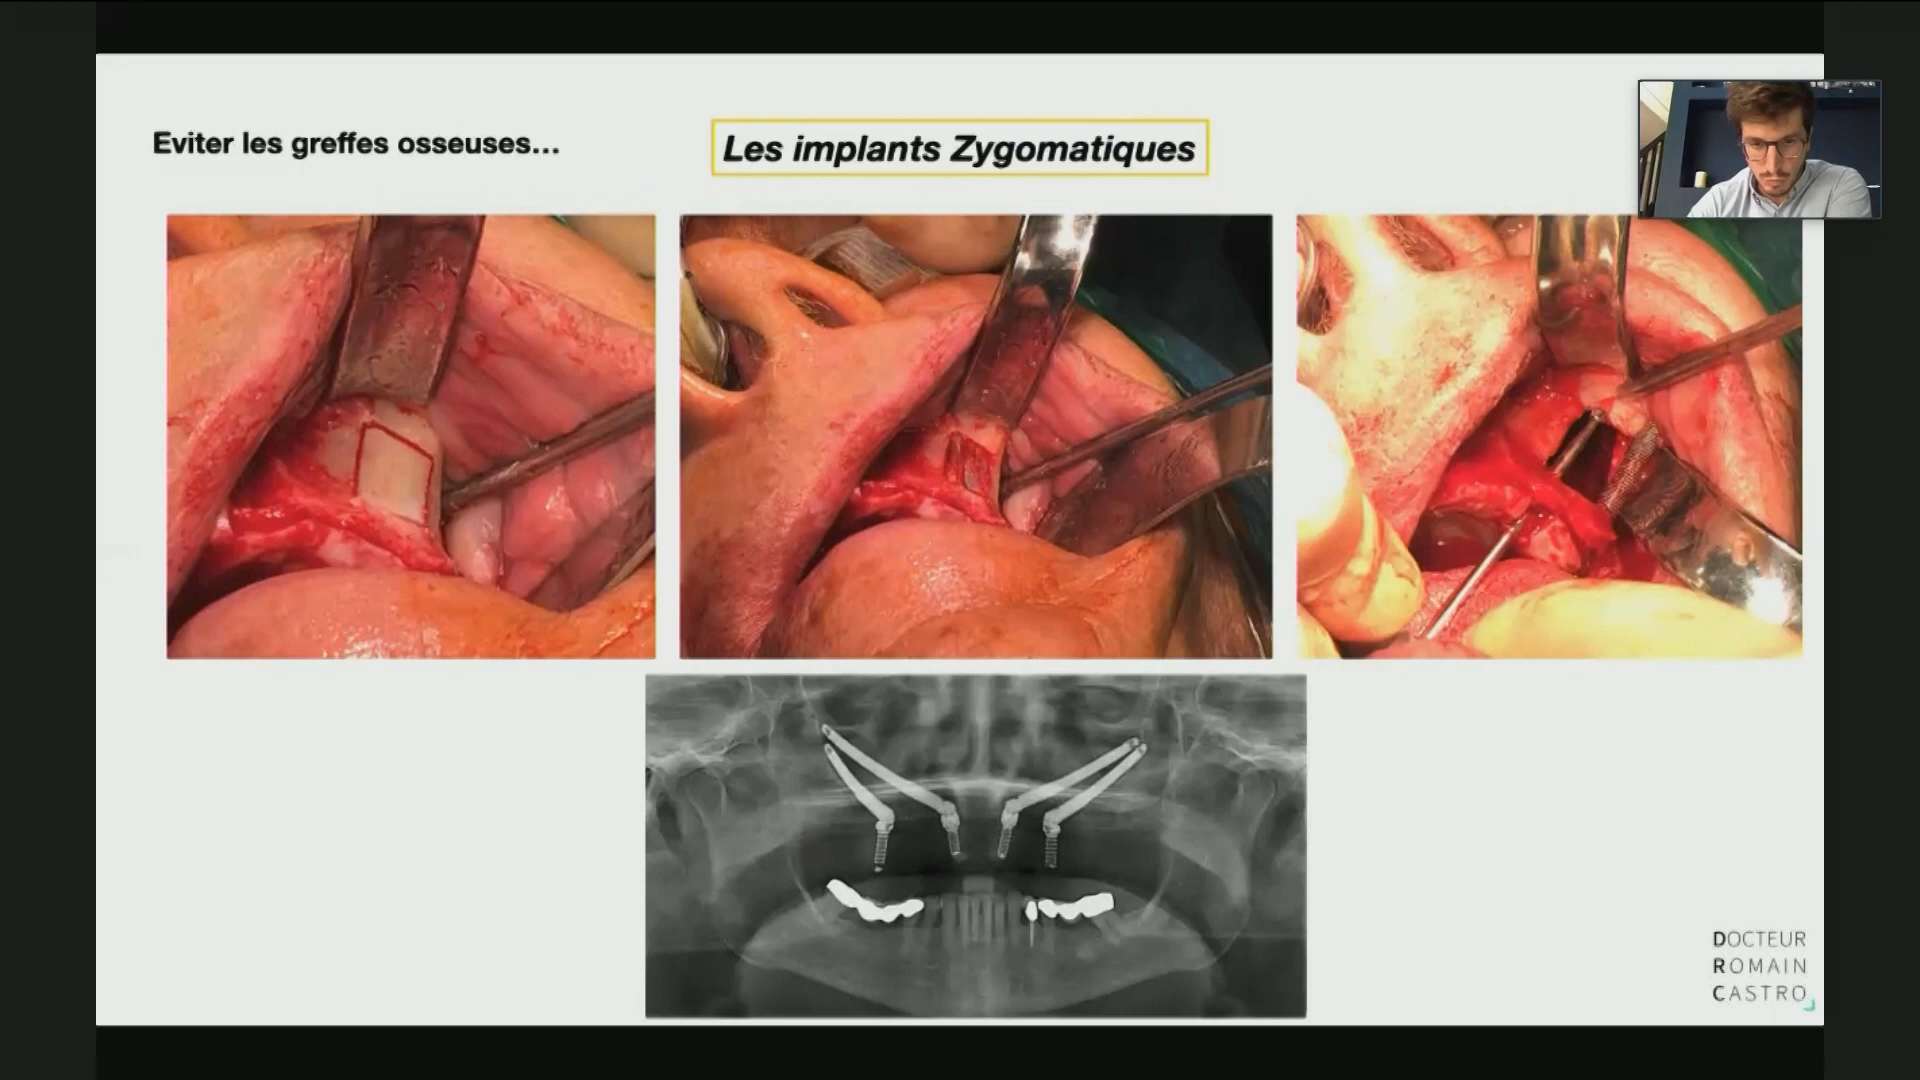 Eviter les greffes osseuses...
Les implants Zygomatiques
DOCTEUR
ROMAIN
CASTRO